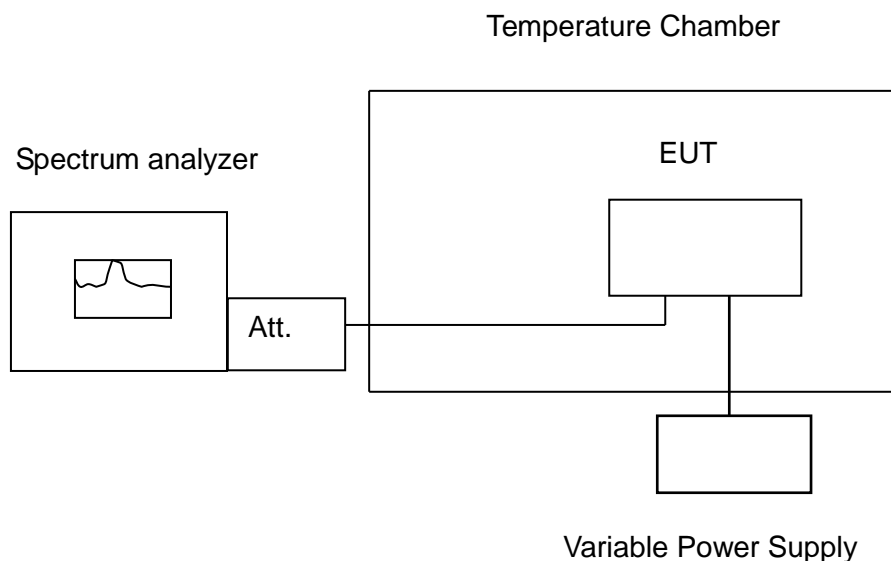 Temperature Chamber
Spectrum analyzer
EUT
Att.
Variable Power Supply